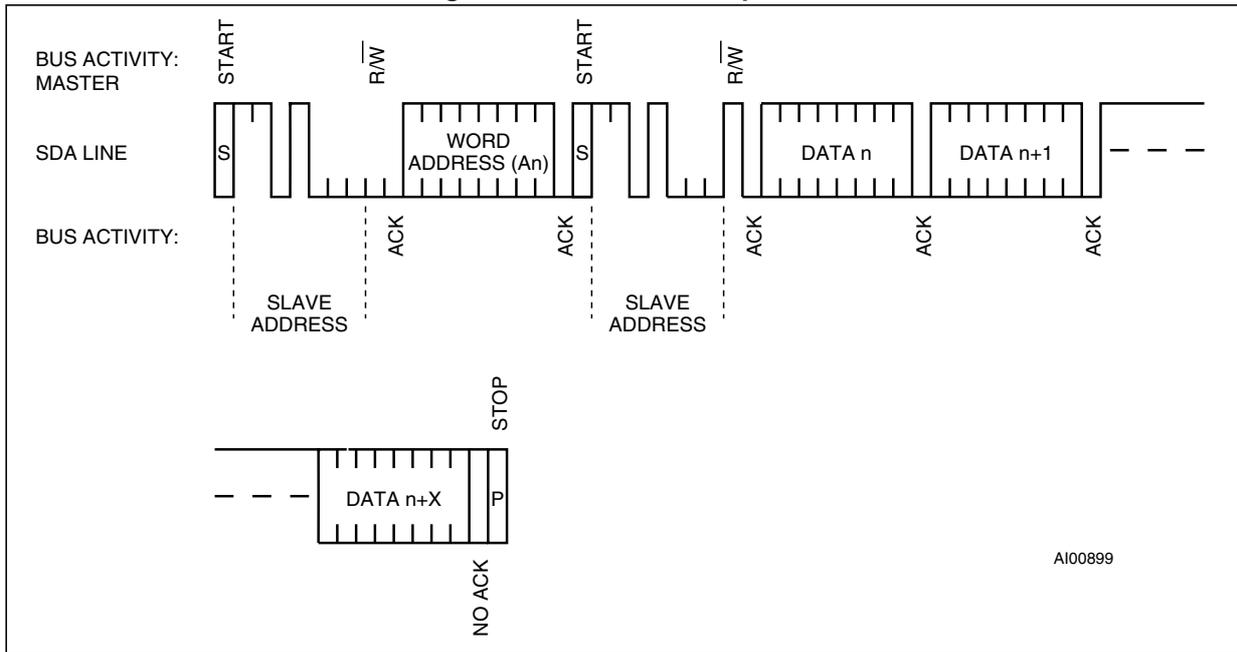 START
R/W
START
R/W
BUS ACTIVITY:
MASTER
SDA LINE
S
WORD
ADDRESS (An)
S
DATA n
DATA n+1
BUS ACTIVITY:
ACK
ACK
ACK
ACK
ACK
SLAVE
ADDRESS
SLAVE
ADDRESS
STOP
DATA n+X
P
NO ACK
AI00899